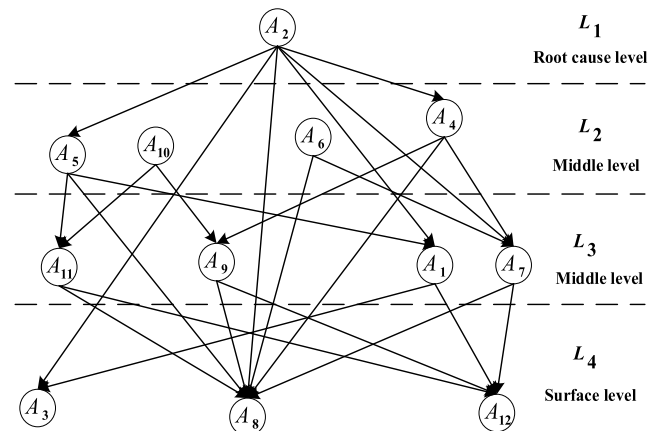 A2
L1
Root cause level
A4
A6
A10
A5
L2
Middle level
A11
A9
A1
A7
L3
Middle level
A3
A8
A12
L4
Surface level